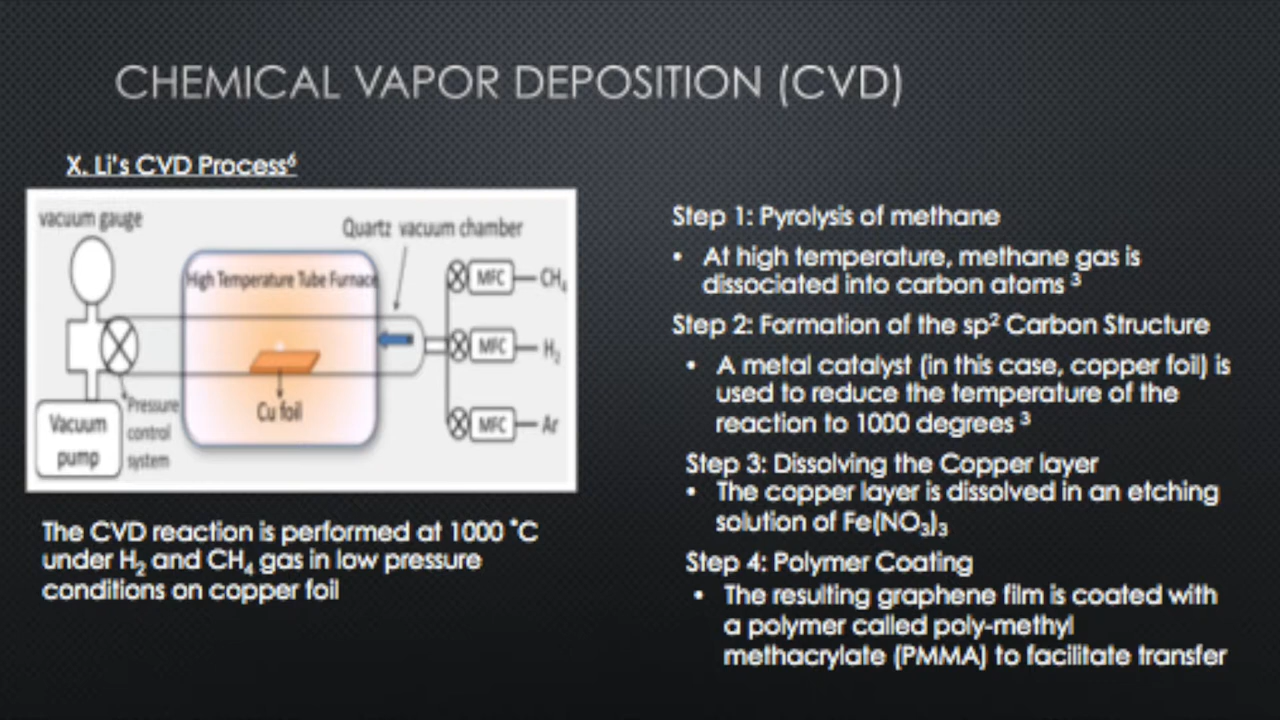 CHEMICAL VAPOR DEPOSITION (CVD)
X. Li's CVD Process⁶
vacuum gauge
Quartz vacuum chamber
High Temperature Tube Furnace
MFC
CH₄
MFC
H₂
Cu foil
MFC
Ar
Pressure
control
system
Vacuum
pump
The CVD reaction is performed at 1000 °C
under H₂ and CH₄ gas in low pressure
conditions on copper foil
Step 1: Pyrolysis of methane
• At high temperature, methane gas is
dissociated into carbon atoms ³
Step 2: Formation of the sp² Carbon Structure
• A metal catalyst (in this case, copper foil) is
used to reduce the temperature of the
reaction to 1000 degrees ³
Step 3: Dissolving the Copper layer
• The copper layer is dissolved in an etching
solution of Fe(NO₃)₃
Step 4: Polymer Coating
• The resulting graphene film is coated with
a polymer called poly-methyl
methacrylate (PMMA) to facilitate transfer